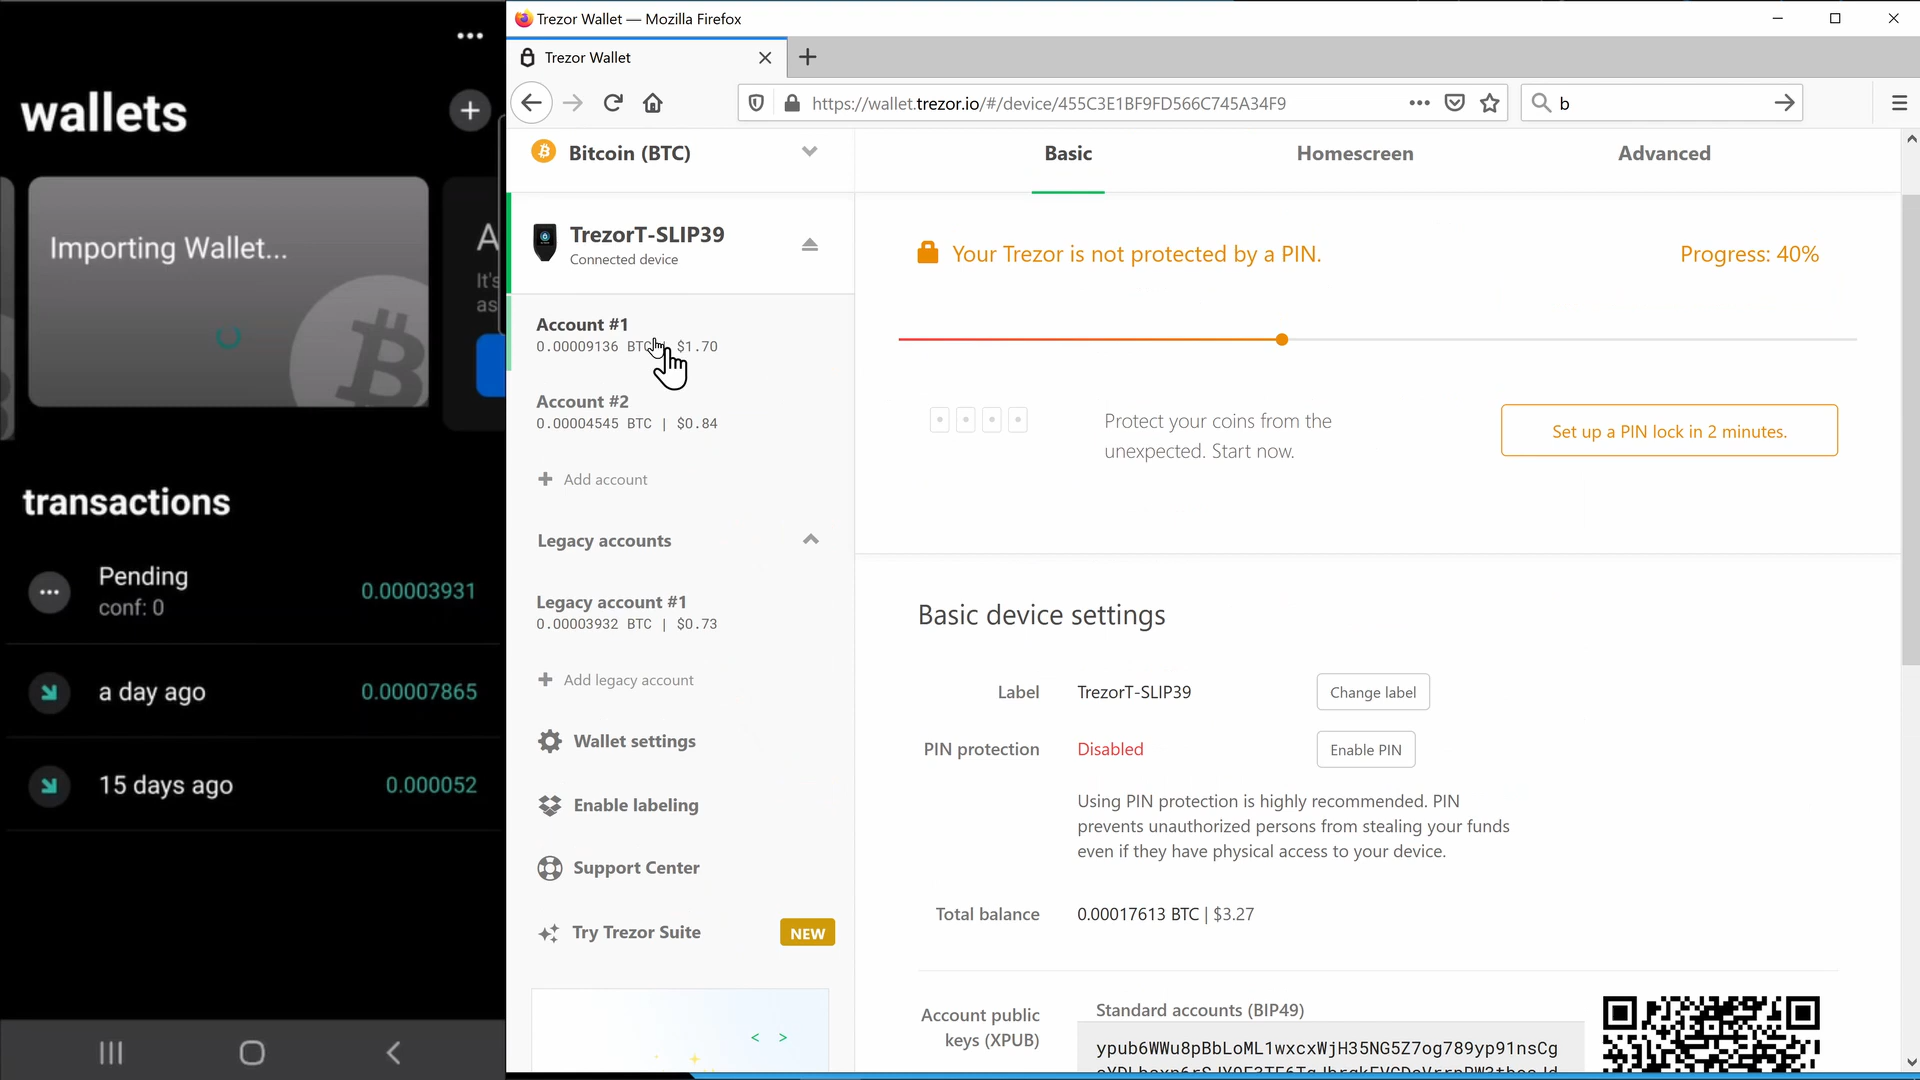 wallets
Importing Wallet...
A
It's
as
transactions
Pending
conf: 0
0.00003931
a day ago
0.00007865
15 days ago
0.000052
Trezor Wallet — Mozilla Firefox
Trezor Wallet
https://wallet.trezor.io/#/device/455C3E1BF9FD566C745A34F9
b
Bitcoin (BTC)
TrezorT-SLIP39
Connected device
Account #1
0.00009136 BTC | $1.70
Account #2
0.00004545 BTC | $0.84
Add account
Legacy accounts
Legacy account #1
0.00003932 BTC | $0.73
Add legacy account
Wallet settings
Enable labeling
Support Center
Try Trezor Suite NEW
Basic Homescreen Advanced
Your Trezor is not protected by a PIN.
Progress: 40%
Protect your coins from the
unexpected. Start now.
Set up a PIN lock in 2 minutes.
Basic device settings
Label TrezorT-SLIP39 Change label
PIN protection Disabled Enable PIN
Using PIN protection is highly recommended. PIN
prevents unauthorized persons from stealing your funds
even if they have physical access to your device.
Total balance 0.00017613 BTC | $3.27
Account public
keys (XPUB)
Standard accounts (BIP49)
ypub6WWu8pBbLoML1wxcxWjH35NG5Z7og789yp91nsCg